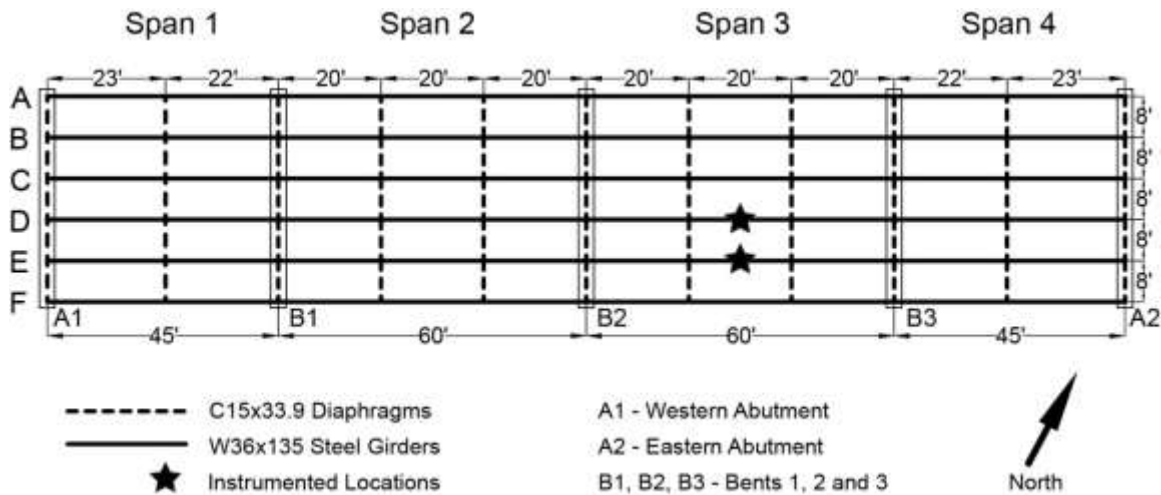 Span 1 Span 2 Span 3 Span 4
23' 22' 20' 20' 20' 20' 20' 20' 22' 23'
A
8'
B
8'
C
8'
D
8'
E
8'
F
A1 B1 B2 B3 A2
45' 60' 60' 45'
C15x33.9 Diaphragms A1 - Western Abutment
W36x135 Steel Girders A2 - Eastern Abutment
Instrumented Locations B1, B2, B3 - Bents 1, 2 and 3 North